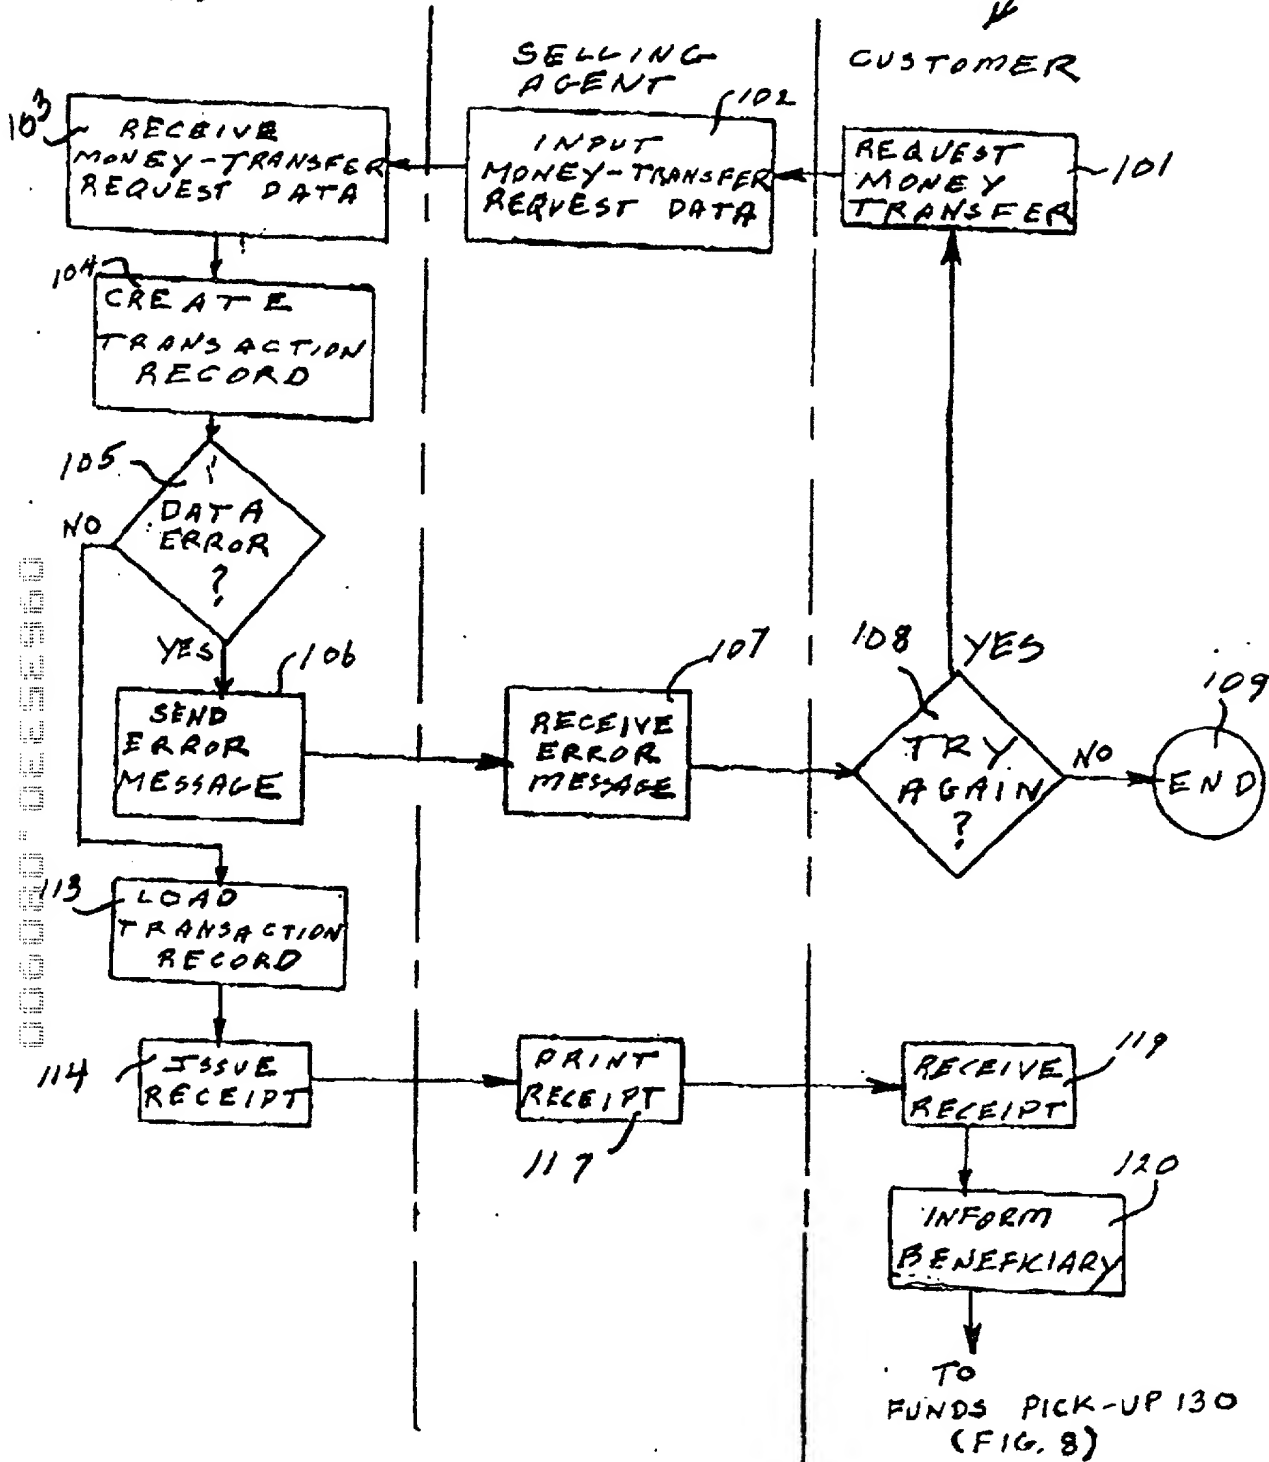 SELLING
AGENT
CUSTOMER
103
RECEIVE
MONEY-TRANSFER
REQUEST DATA
102
INPUT
MONEY-TRANSFER
REQUEST DATA
REQUEST
MONEY
TRANSFER
101
104
CREATE
TRANSACTION
RECORD
105
DATA
ERROR
?
NO
YES
106
SEND
ERROR
MESSAGE
107
RECEIVE
ERROR
MESSAGE
108
YES
TRY
AGAIN
?
NO
109
END
113
LOAD
TRANSACTION
RECORD
114
ISSUE
RECEIPT
PRINT
RECEIPT
117
119
RECEIVE
RECEIPT
120
INFORM
BENEFICIARY
TO
FUNDS PICK-UP 130
(FIG. 8)